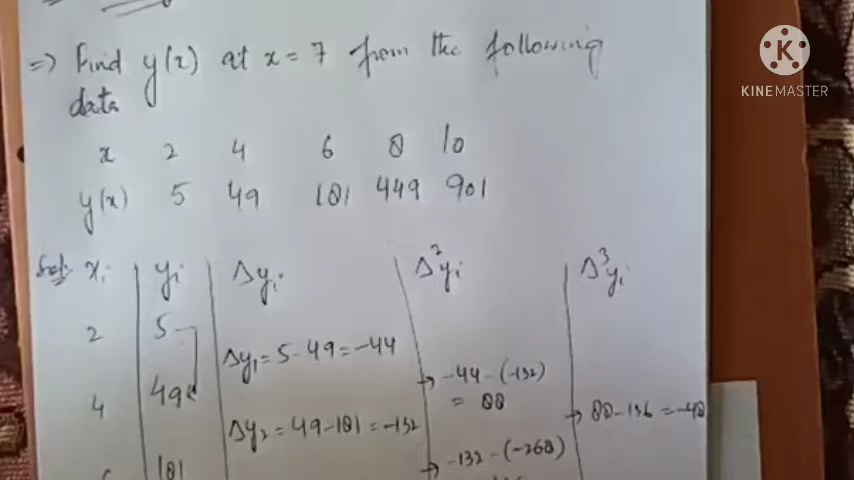 ⇒ Find y(x) at x = 7 from the following
data
x 2 4 6 8 10
y(x) 5 49 181 449 901
Sol:- xi yi Δyi Δ²yi Δ³yi
2 5
Δy1 = 5 - 49 = -44
→ -44 - (-132)
= 88
4 49
Δy2 = 49 - 181 = -132
→ 88 - 136 = -48
→ -132 - (-268)
181
KINEMASTER